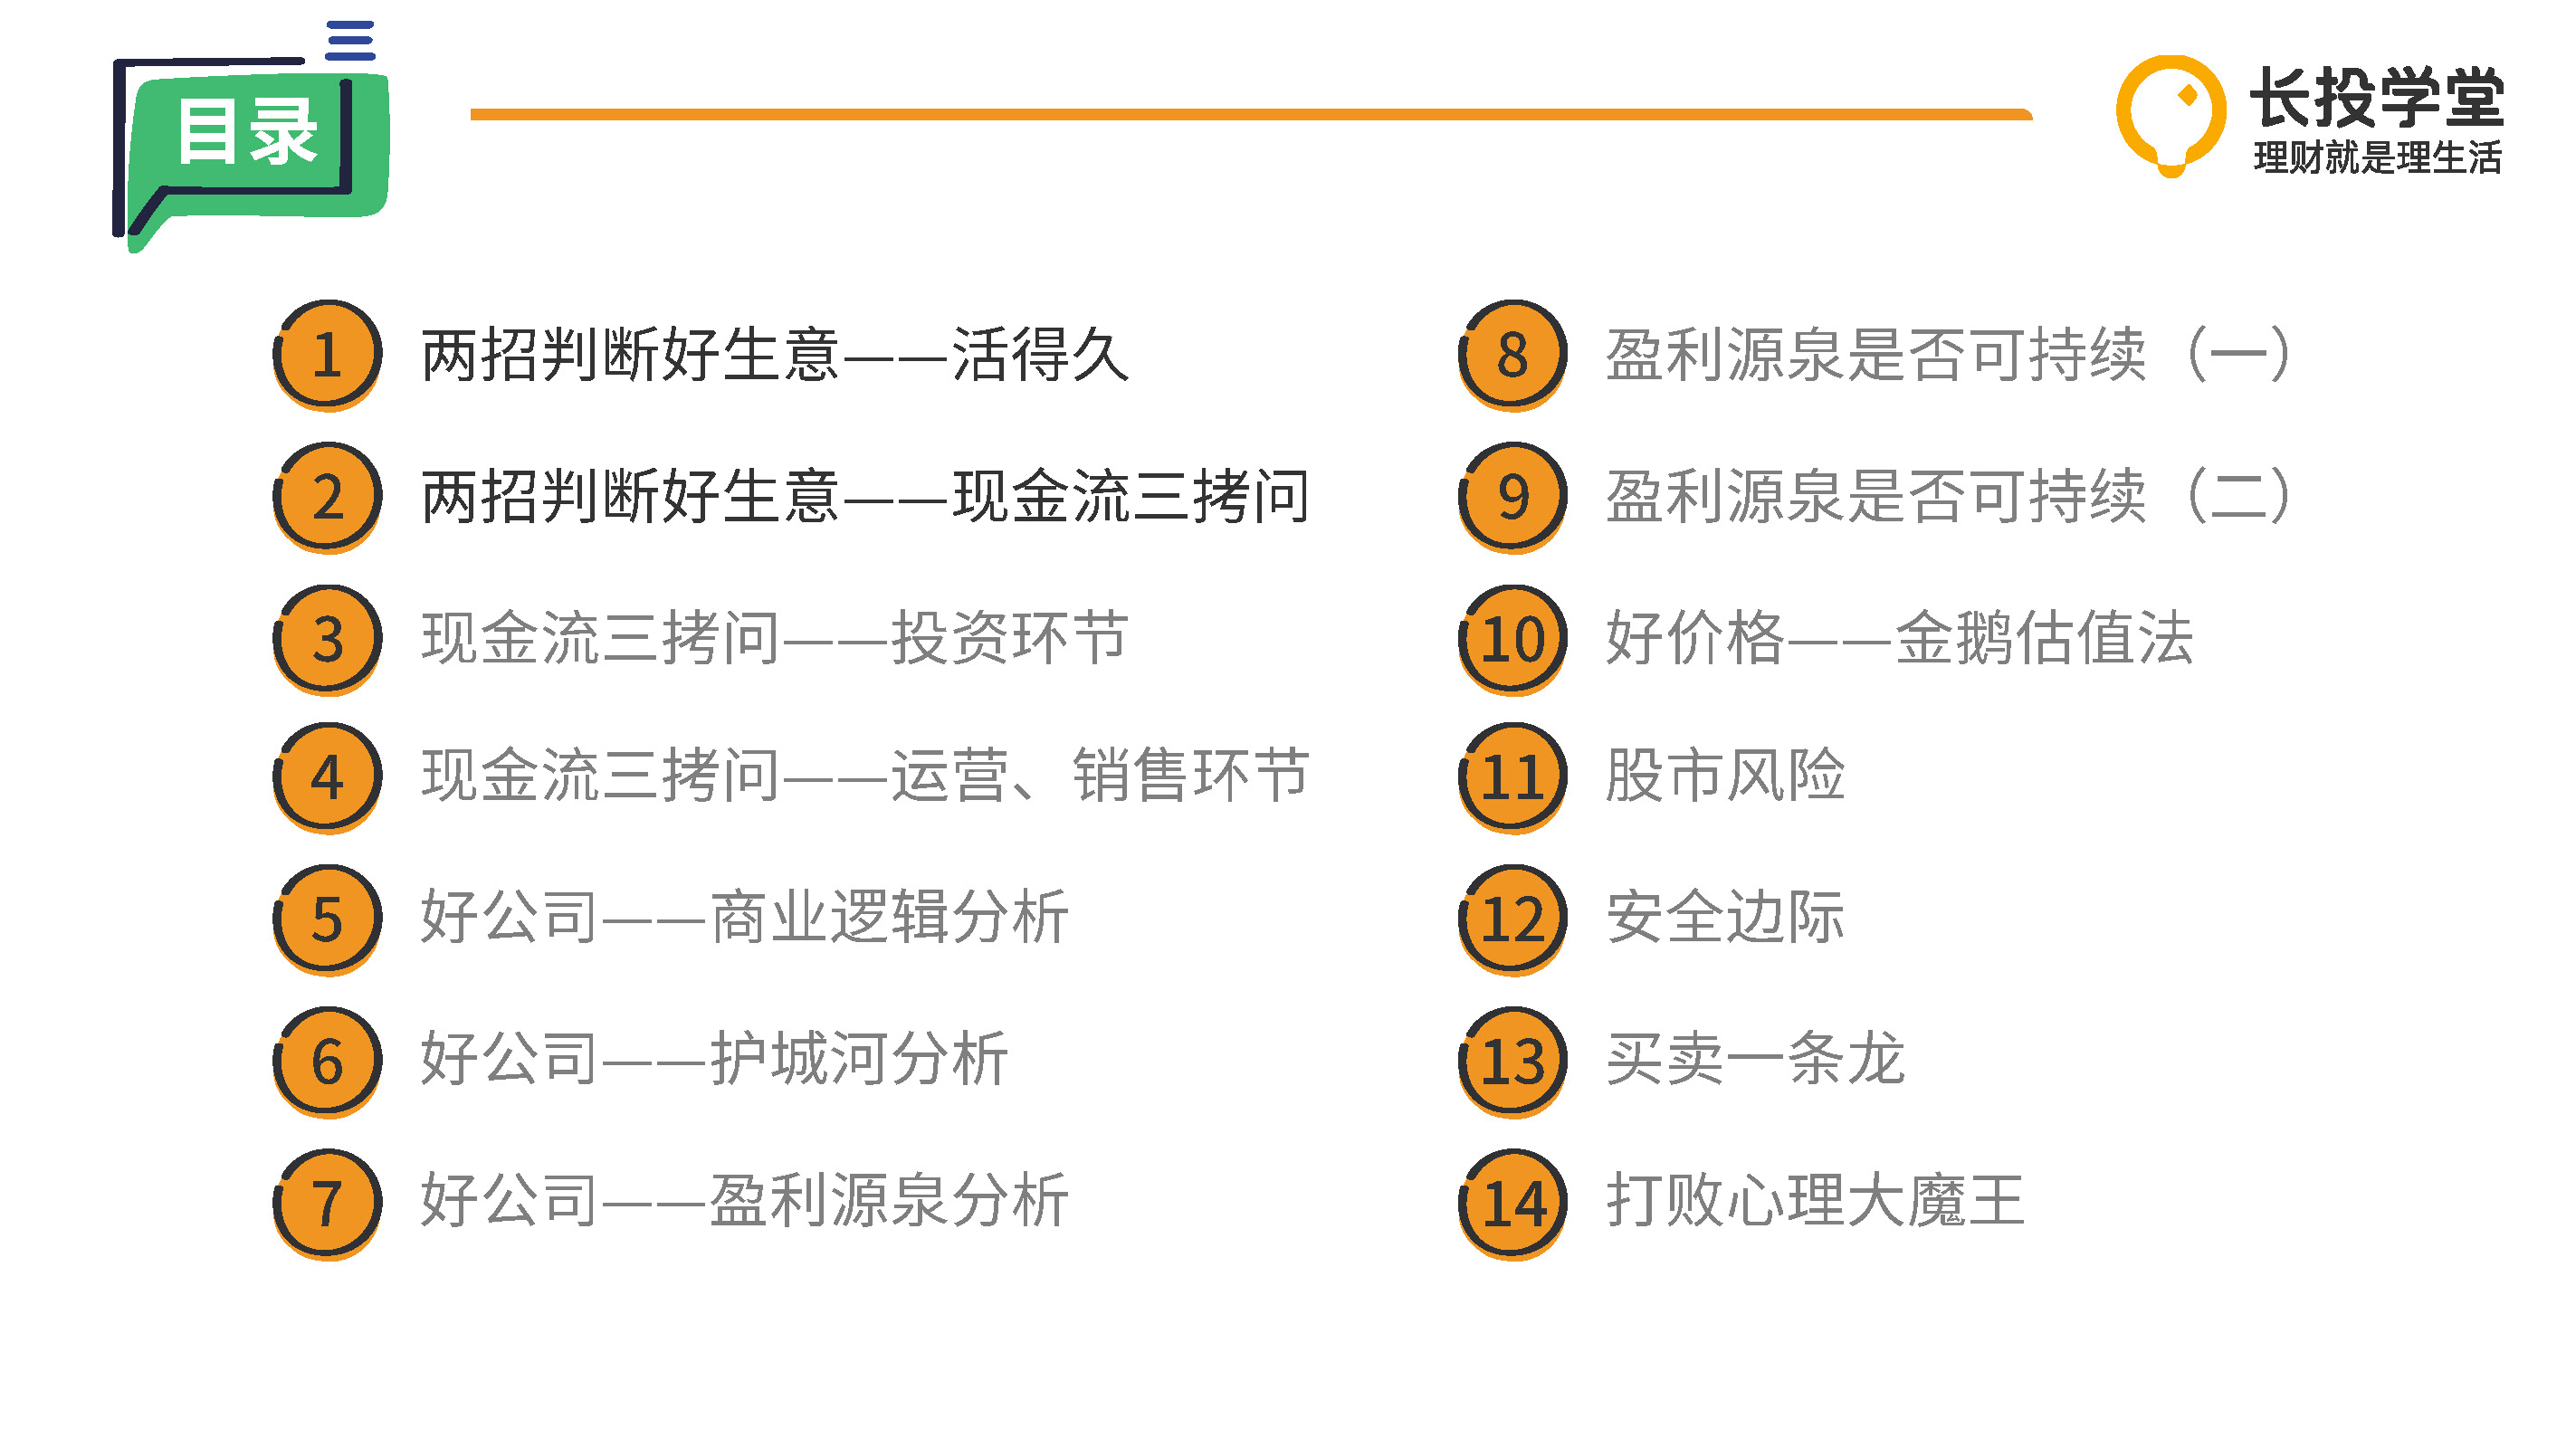 目录
长投学堂
理财就是理生活
1 两招判断好生意——活得久
2 两招判断好生意——现金流三拷问
3 现金流三拷问——投资环节
4 现金流三拷问——运营、销售环节
5 好公司——商业逻辑分析
6 好公司——护城河分析
7 好公司——盈利源泉分析
8 盈利源泉是否可持续（一）
9 盈利源泉是否可持续（二）
10 好价格——金鹅估值法
11 股市风险
12 安全边际
13 买卖一条龙
14 打败心理大魔王